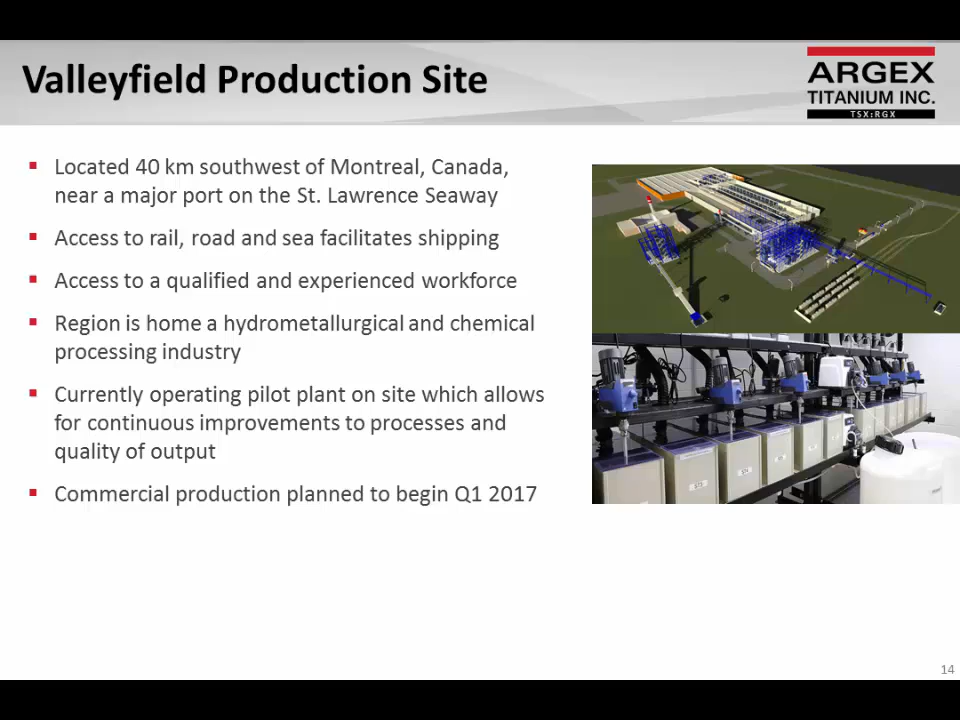 Valleyfield Production Site
ARGEX
TITANIUM INC.
TSX:RGX
Located 40 km southwest of Montreal, Canada,
near a major port on the St. Lawrence Seaway
Access to rail, road and sea facilitates shipping
Access to a qualified and experienced workforce
Region is home a hydrometallurgical and chemical
processing industry
Currently operating pilot plant on site which allows
for continuous improvements to processes and
quality of output
Commercial production planned to begin Q1 2017
14